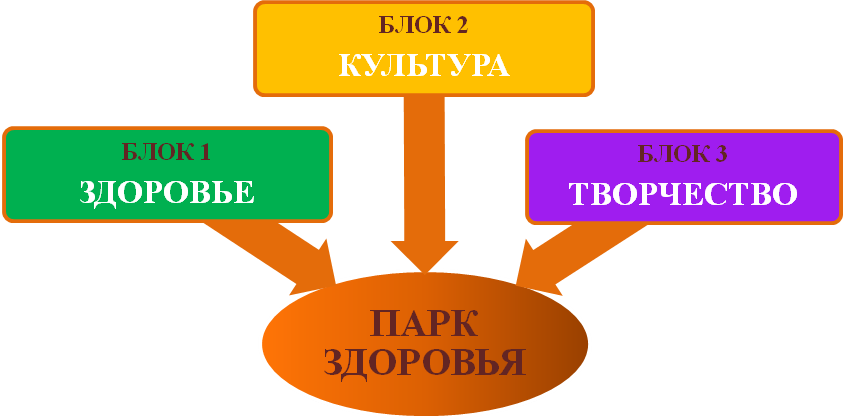 БЛОК 2
КУЛЬТУРА
БЛОК 1
ЗДОРОВЬЕ
БЛОК 3
ТВОРЧЕСТВО
ПАРК
ЗДОРОВЬЯ